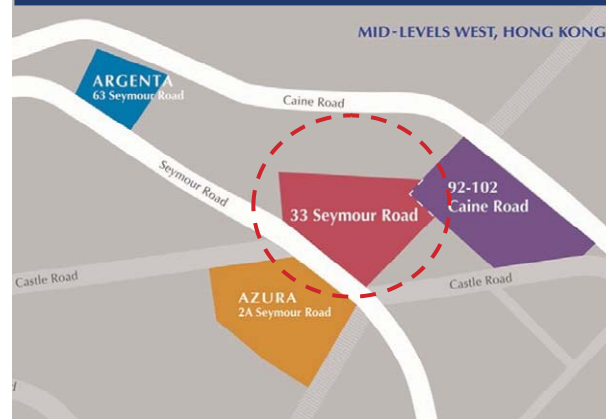 MID-LEVELS WEST, HONG KONG
ARGENTA
63 Seymour Road
Caine Road
Seymour Road
33 Seymour Road
92-102
Caine Road
Castle Road
Castle Road
AZURA
2A Seymour Road